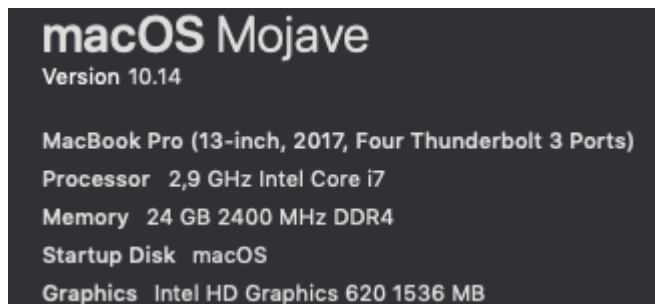 macOS Mojave
Version 10.14
MacBook Pro (13-inch, 2017, Four Thunderbolt 3 Ports)
Processor 2,9 GHz Intel Core i7
Memory 24 GB 2400 MHz DDR4
Startup Disk macOS
Graphics Intel HD Graphics 620 1536 MB